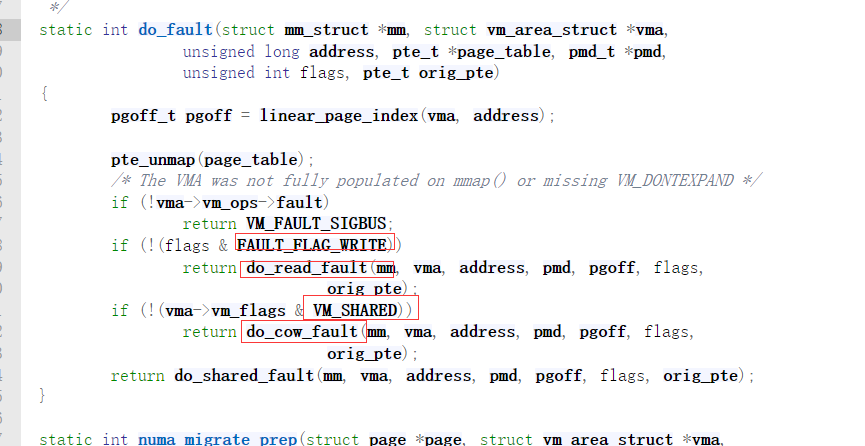 */
static int do_fault(struct mm_struct *mm, struct vm_area_struct *vma,
unsigned long address, pte_t *page_table, pmd_t *pmd,
unsigned int flags, pte_t orig_pte)
{
pgoff_t pgoff = linear_page_index(vma, address);
pte_unmap(page_table);
/* The VMA was not fully populated on mmap() or missing VM_DONTEXPAND */
if (!vma->vm_ops->fault)
return VM_FAULT_SIGBUS;
if (!(flags & FAULT_FLAG_WRITE))
return do_read_fault(mm, vma, address, pmd, pgoff, flags,
orig_pte);
if (!(vma->vm_flags & VM_SHARED))
return do_cow_fault(mm, vma, address, pmd, pgoff, flags,
orig_pte);
return do_shared_fault(mm, vma, address, pmd, pgoff, flags, orig_pte);
}
static int numa_migrate_prep(struct page *page, struct vm_area_struct *vma,